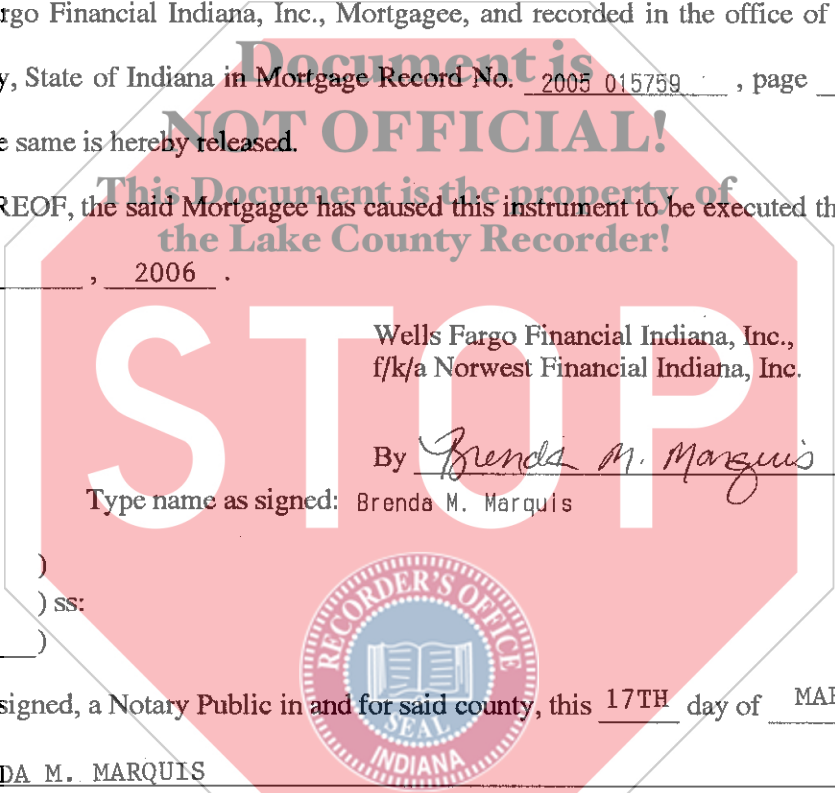 rgo Financial Indiana, Inc., Mortgagee, and recorded in the office of
Document is
y, State of Indiana in Mortgage Record No. 2005 015759 , page
NOT OFFICIAL!
e same is hereby released.
This Document is the property of
REOF, the said Mortgagee has caused this instrument to be executed th
the Lake County Recorder!
, 2006 .
STOP
Wells Fargo Financial Indiana, Inc.,
f/k/a Norwest Financial Indiana, Inc.
By Brenda M. Marquis
Type name as signed: Brenda M. Marquis
)
) ss:
)
RECORDER'S OFFICE
SEAL
INDIANA
signed, a Notary Public in and for said county, this 17TH day of MAR
DA M. MARQUIS